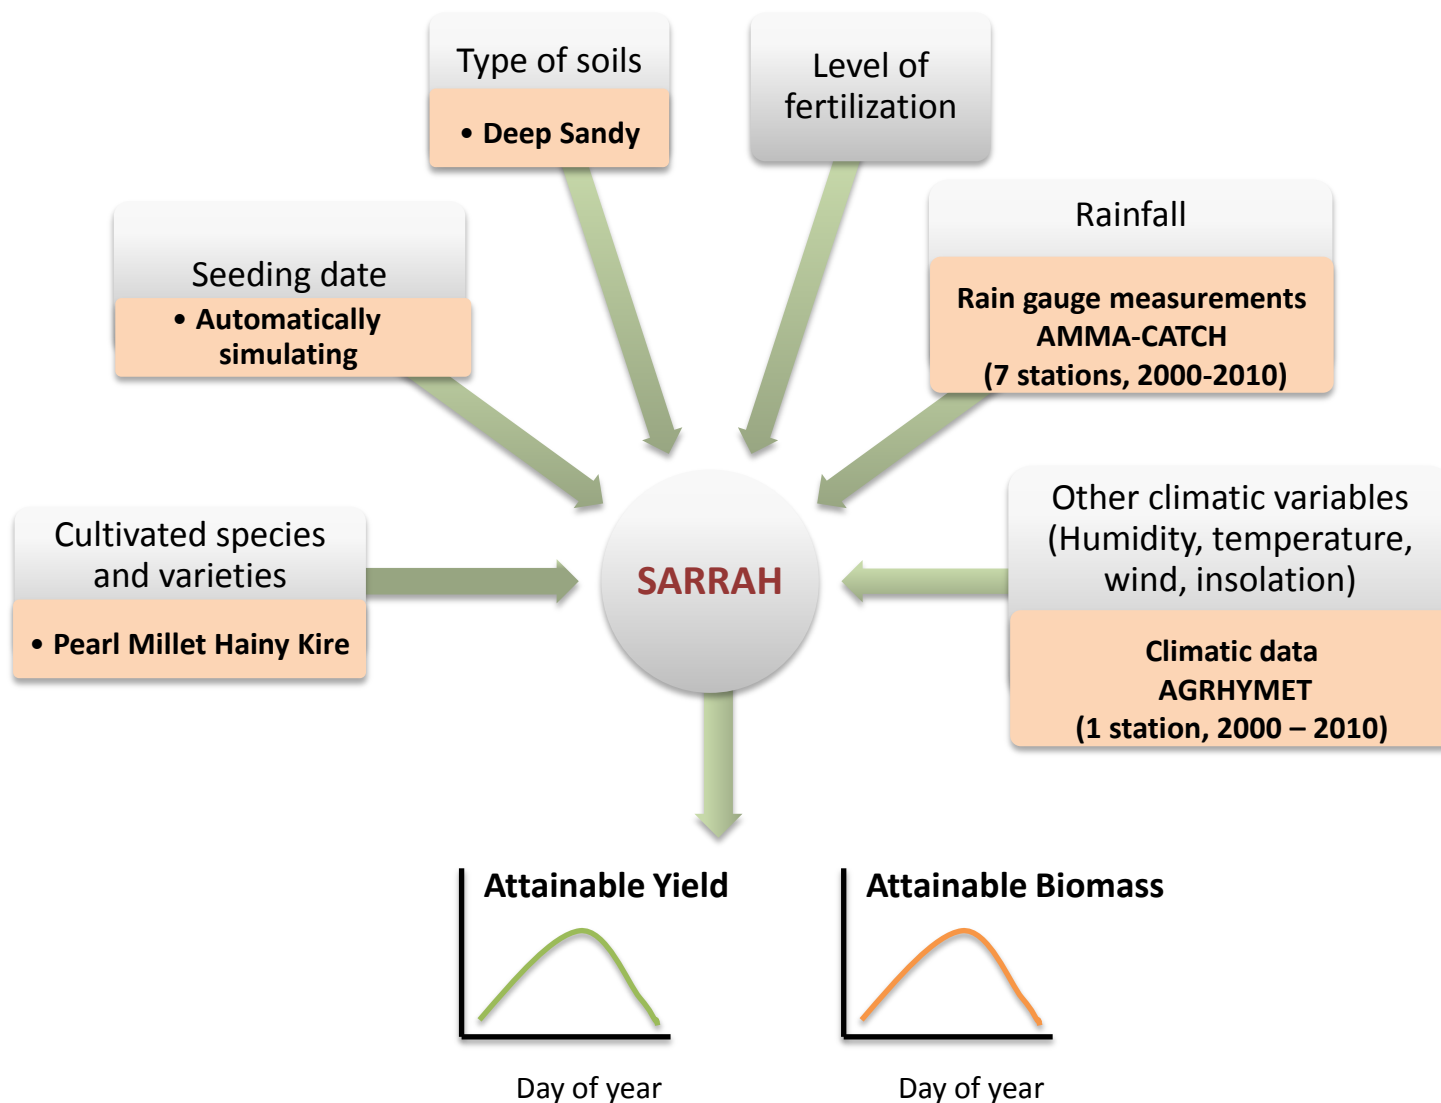 Type of soils
• Deep Sandy
Level of
fertilization
Seeding date
• Automatically
simulating
Rainfall
Rain gauge measurements
AMMA-CATCH
(7 stations, 2000-2010)
Cultivated species
and varieties
• Pearl Millet Hainy Kire
SARRAH
Other climatic variables
(Humidity, temperature,
wind, insolation)
Climatic data
AGRHYMET
(1 station, 2000 – 2010)
Attainable Yield
Day of year
Attainable Biomass
Day of year